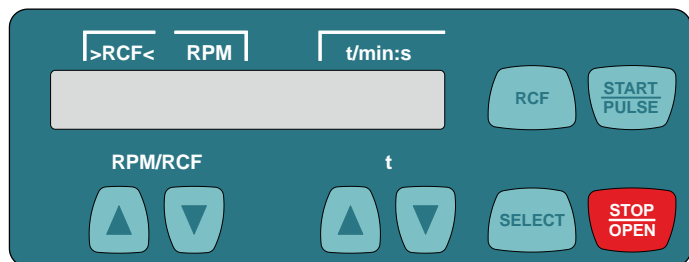 >RCF< RPM t/min:s
RCF
START
PULSE
RPM/RCF t
SELECT
STOP
OPEN